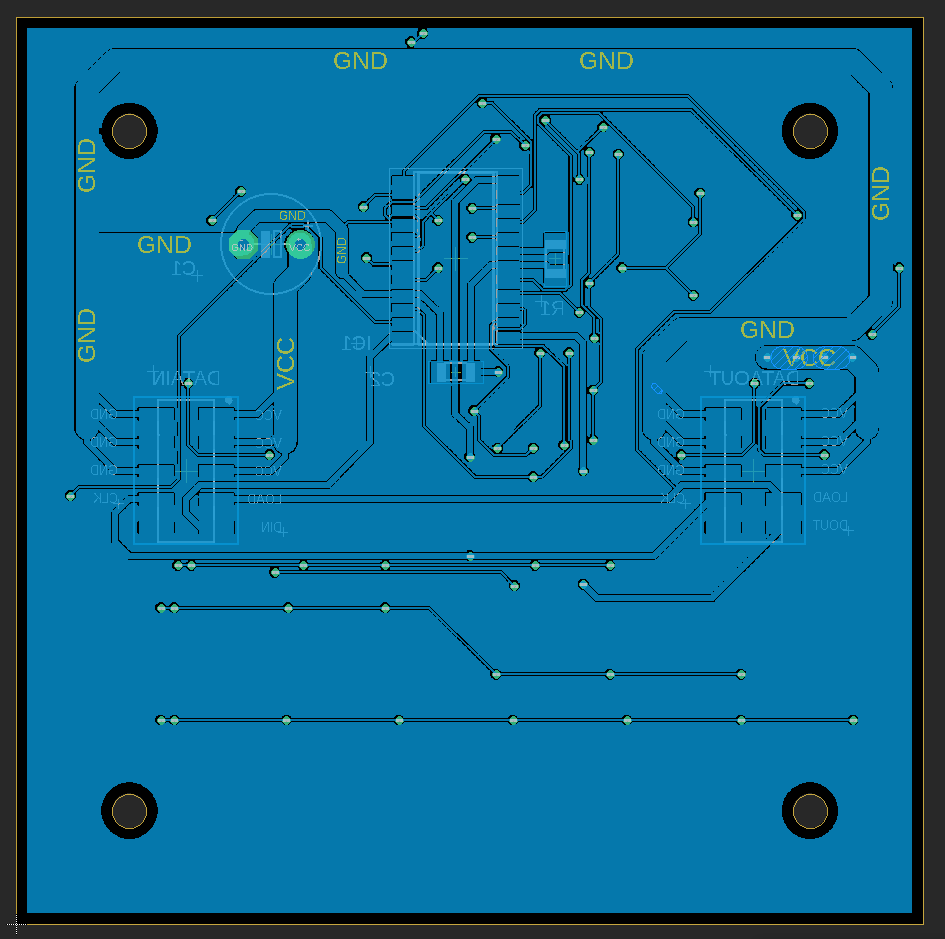 GND GND
GND
GND
GND
GND
GND VCC
GND
C1
R1
GND
IC1
GND
VCC
VCC
C2
DATAIN
DATAOUT
GND VCC GND VCC
GND VCC GND VCC
GND VCC GND VCC
CLK LOAD CLK LOAD
DIN DOUT